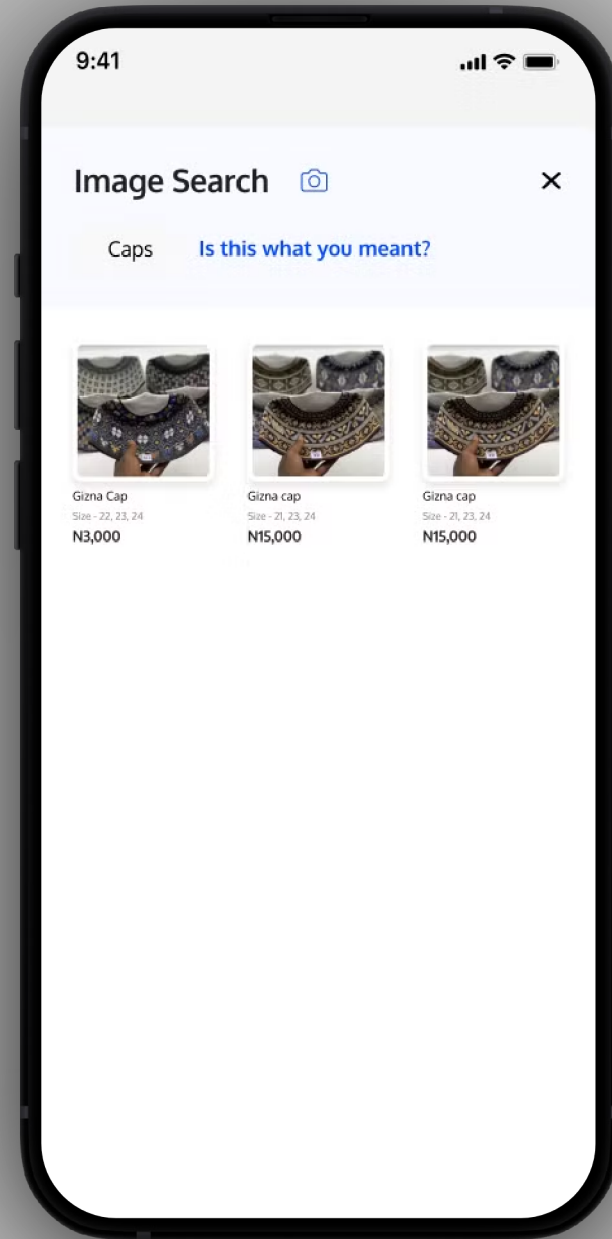 9:41
Image Search
Caps Is this what you meant?
Gizna Cap
Size - 22, 23, 24
N3,000
Gizna cap
Size - 21, 23, 24
N15,000
Gizna cap
Size - 21, 23, 24
N15,000